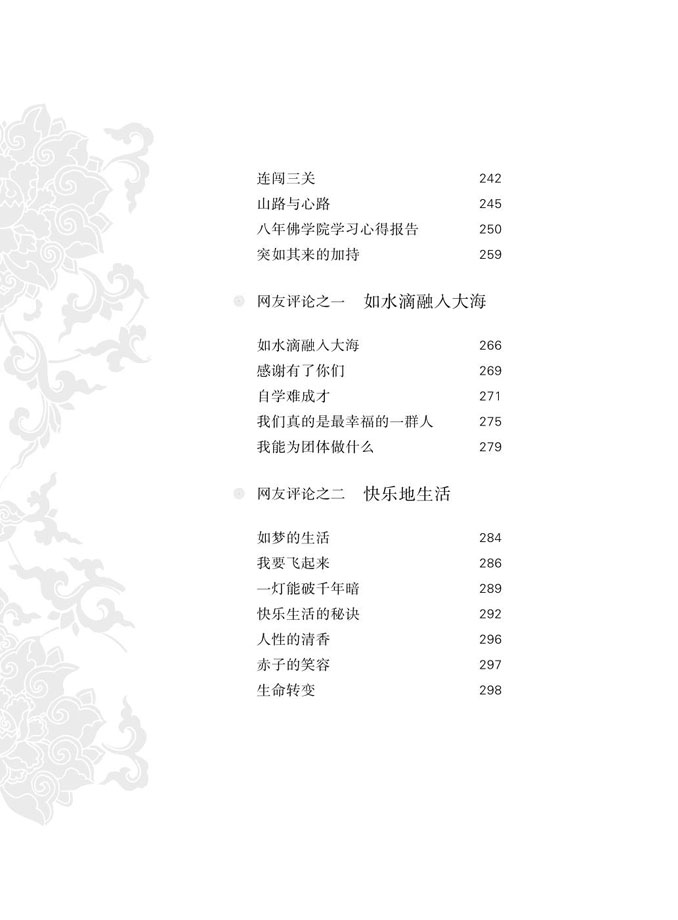 连闯三关 242
山路与心路 245
八年佛学院学习心得报告 250
突如其来的加持 259
网友评论之一 如水滴融入大海
如水滴融入大海 266
感谢有了你们 269
自学难成才 271
我们真的是最幸福的一群人 275
我能为团体做什么 279
网友评论之二 快乐地生活
如梦的生活 284
我要飞起来 286
一灯能破千年暗 289
快乐生活的秘诀 292
人性的清香 296
赤子的笑容 297
生命转变 298